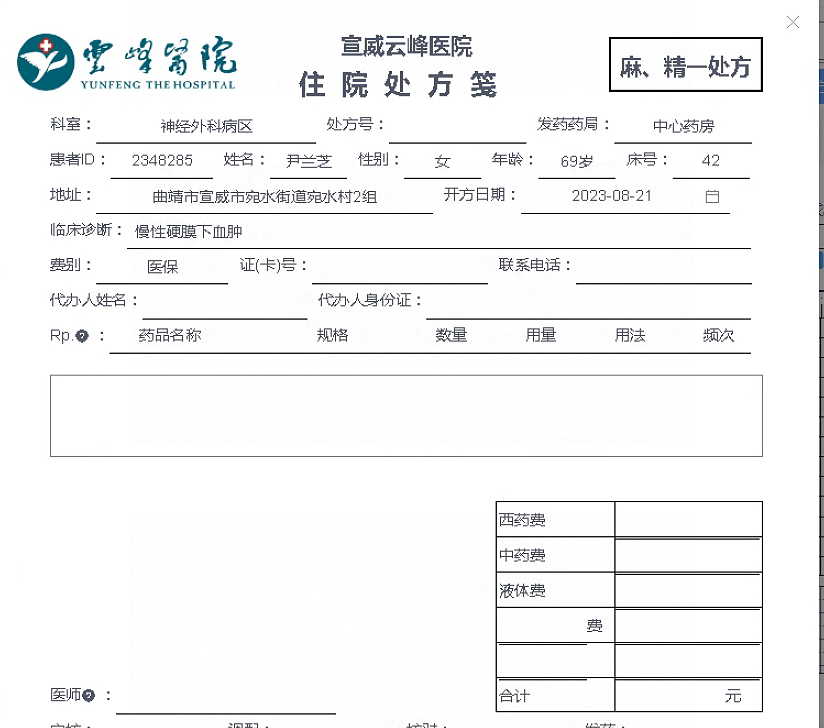 雲峰醫院
YUNFENG THE HOSPITAL
宣威云峰医院
住院处方笺
麻、精一处方
科室： 神经外科病区 处方号： 发药药局： 中心药房
患者ID： 2348285 姓名： 尹兰芝 性别： 女 年龄： 69岁 床号： 42
地址： 曲靖市宣威市宛水街道宛水村2组 开方日期： 2023-08-21
临床诊断： 慢性硬膜下血肿
费别： 医保 证(卡)号： 联系电话：
代办人姓名： 代办人身份证：
Rp.?： 药品名称 规格 数量 用量 用法 频次
西药费
中药费
液体费
费
合计 元
医师?：